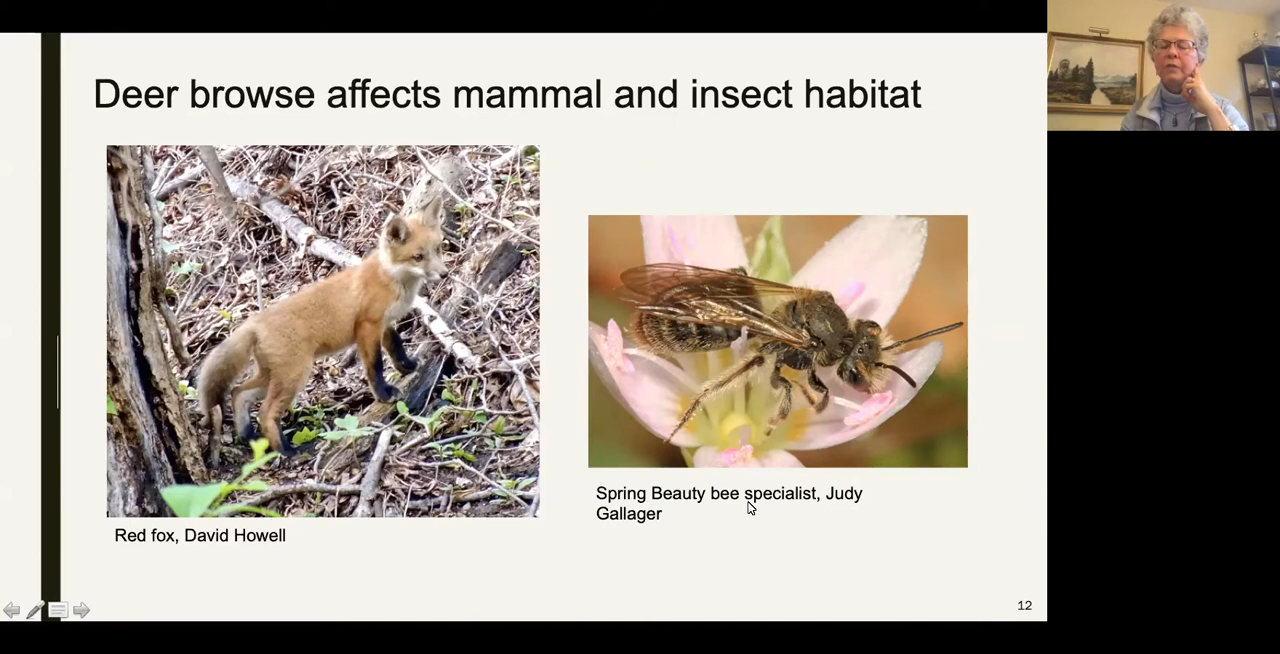 Deer browse affects mammal and insect habitat
Red fox, David Howell
Spring Beauty bee specialist, Judy
Gallager
12